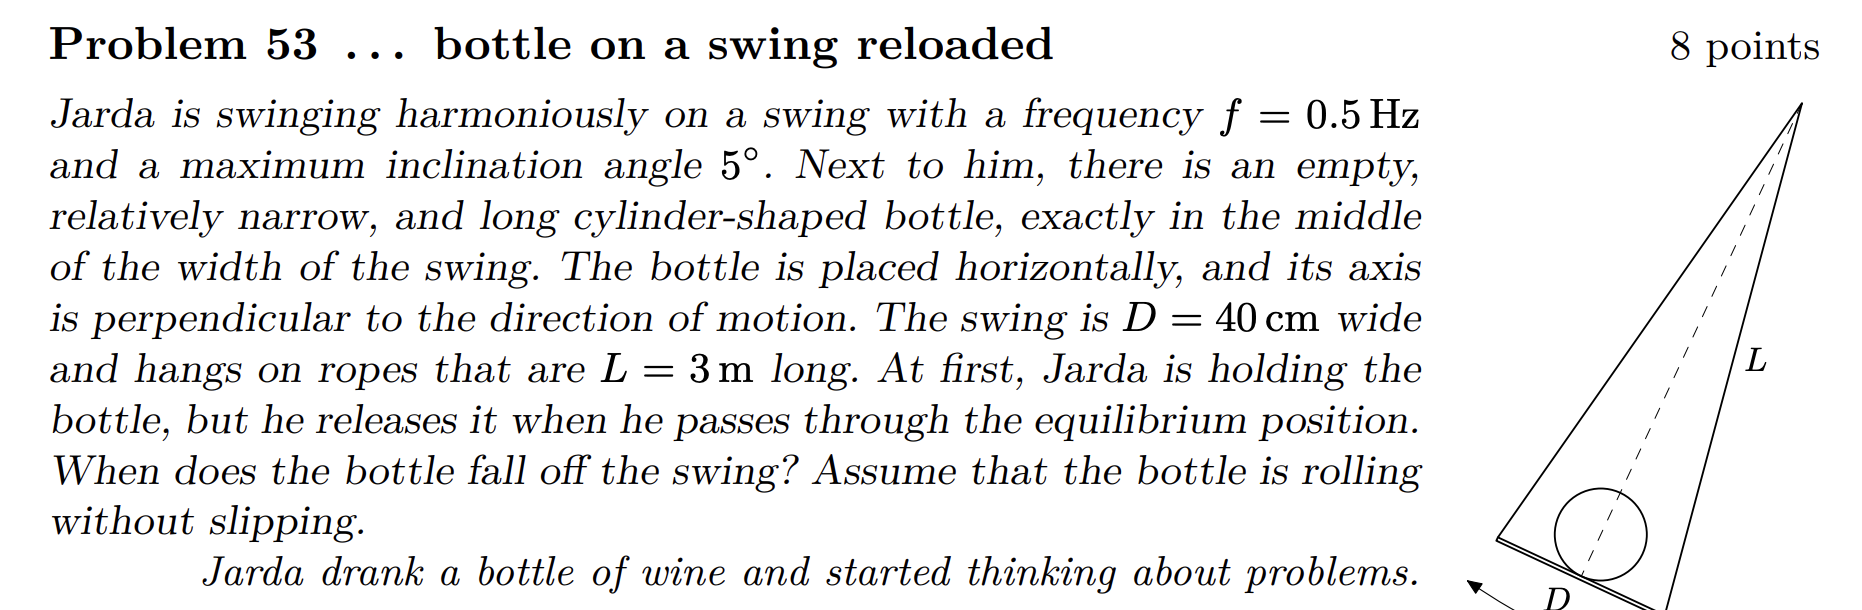 Problem 53 ... bottle on a swing reloaded 8 points
Jarda is swinging harmoniously on a swing with a frequency f = 0.5 Hz
and a maximum inclination angle 5°. Next to him, there is an empty,
relatively narrow, and long cylinder-shaped bottle, exactly in the middle
of the width of the swing. The bottle is placed horizontally, and its axis
is perpendicular to the direction of motion. The swing is D = 40 cm wide
and hangs on ropes that are L = 3 m long. At first, Jarda is holding the
bottle, but he releases it when he passes through the equilibrium position.
When does the bottle fall off the swing? Assume that the bottle is rolling
without slipping.
Jarda drank a bottle of wine and started thinking about problems.
L
D